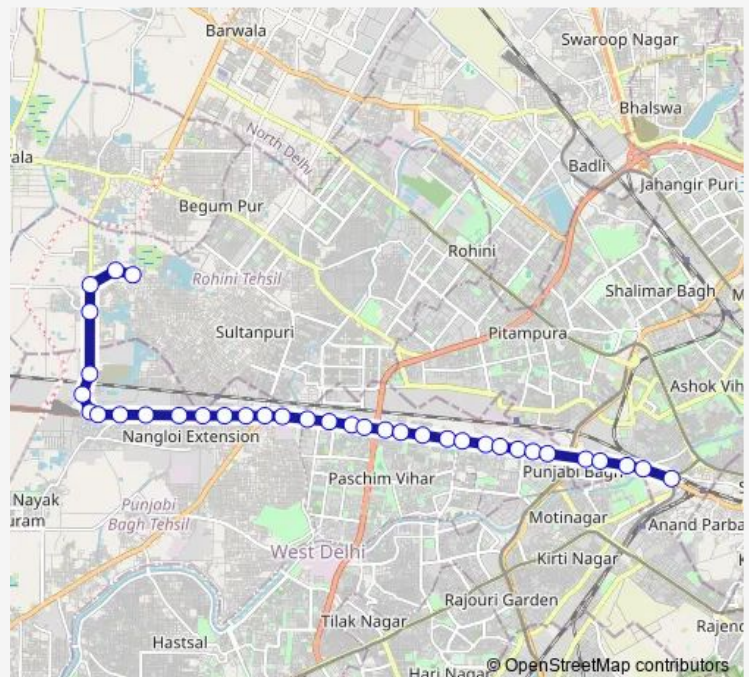 Barwala
Swaroop Nagar
Bhalswa
North Delhi
Badli
ala
Jahangir Puri
Begum Pur
Rohini
Rohini Tehsil
Shalimar Bagh
M
Sultanpuri
Pitampura
Ashok Vih
Nangloi Extension
Paschim Vihar
Punjabi Bagh
S
Nayak
uram
Punjabi
Bagh Tehsil
Motinagar
Anand Parba
West Delhi
Kirti Nagar
K
Rajouri Garden
Tilak Nagar
Rajen
Hastsal
Hari Nagar
© OpenStreetMap contributors